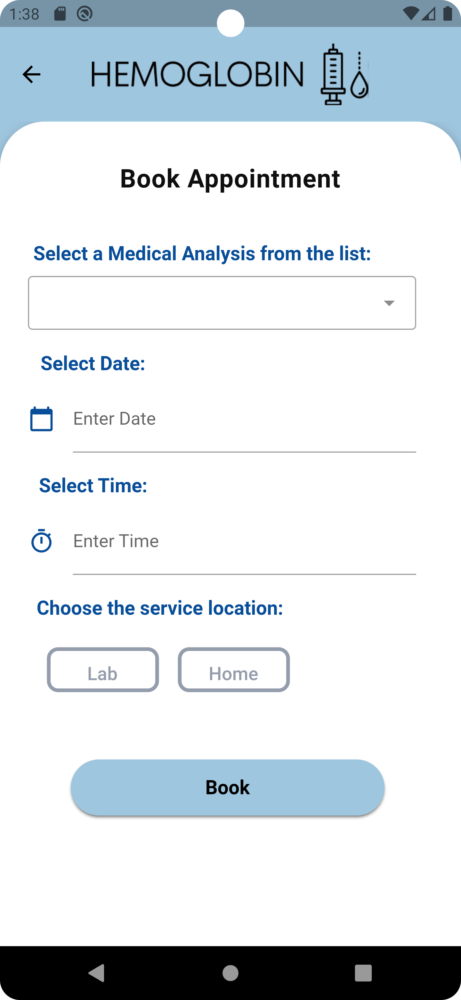 1:38
HEMOGLOBIN
Book Appointment
Select a Medical Analysis from the list:
Select Date:
Enter Date
Select Time:
Enter Time
Choose the service location:
Lab Home
Book